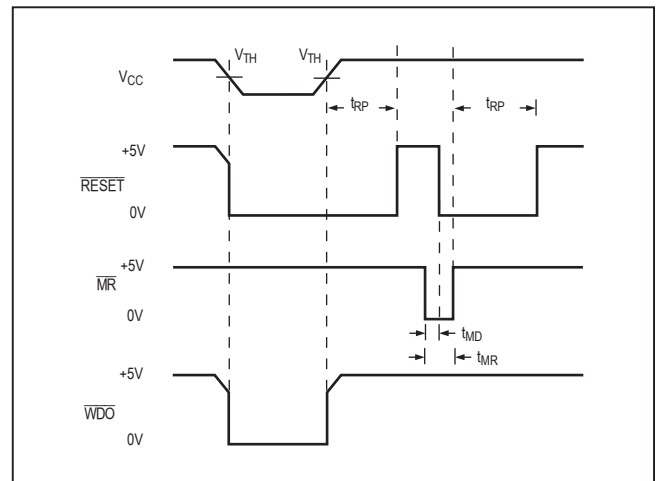 VTH VTH
VCC
tRP tRP
+5V
RESET
0V
+5V
MR
0V
tMD
tMR
+5V
WDO
0V